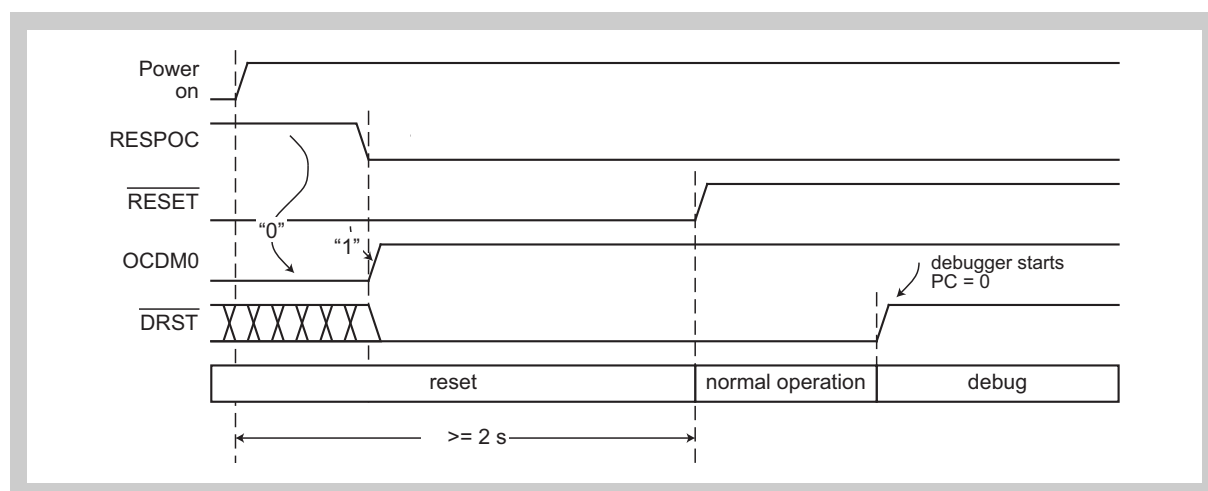 Power
on
RESPOC
RESET
“0”
“1”
OCDM0
debugger starts
PC = 0
DRST
reset
normal operation
debug
>= 2 s